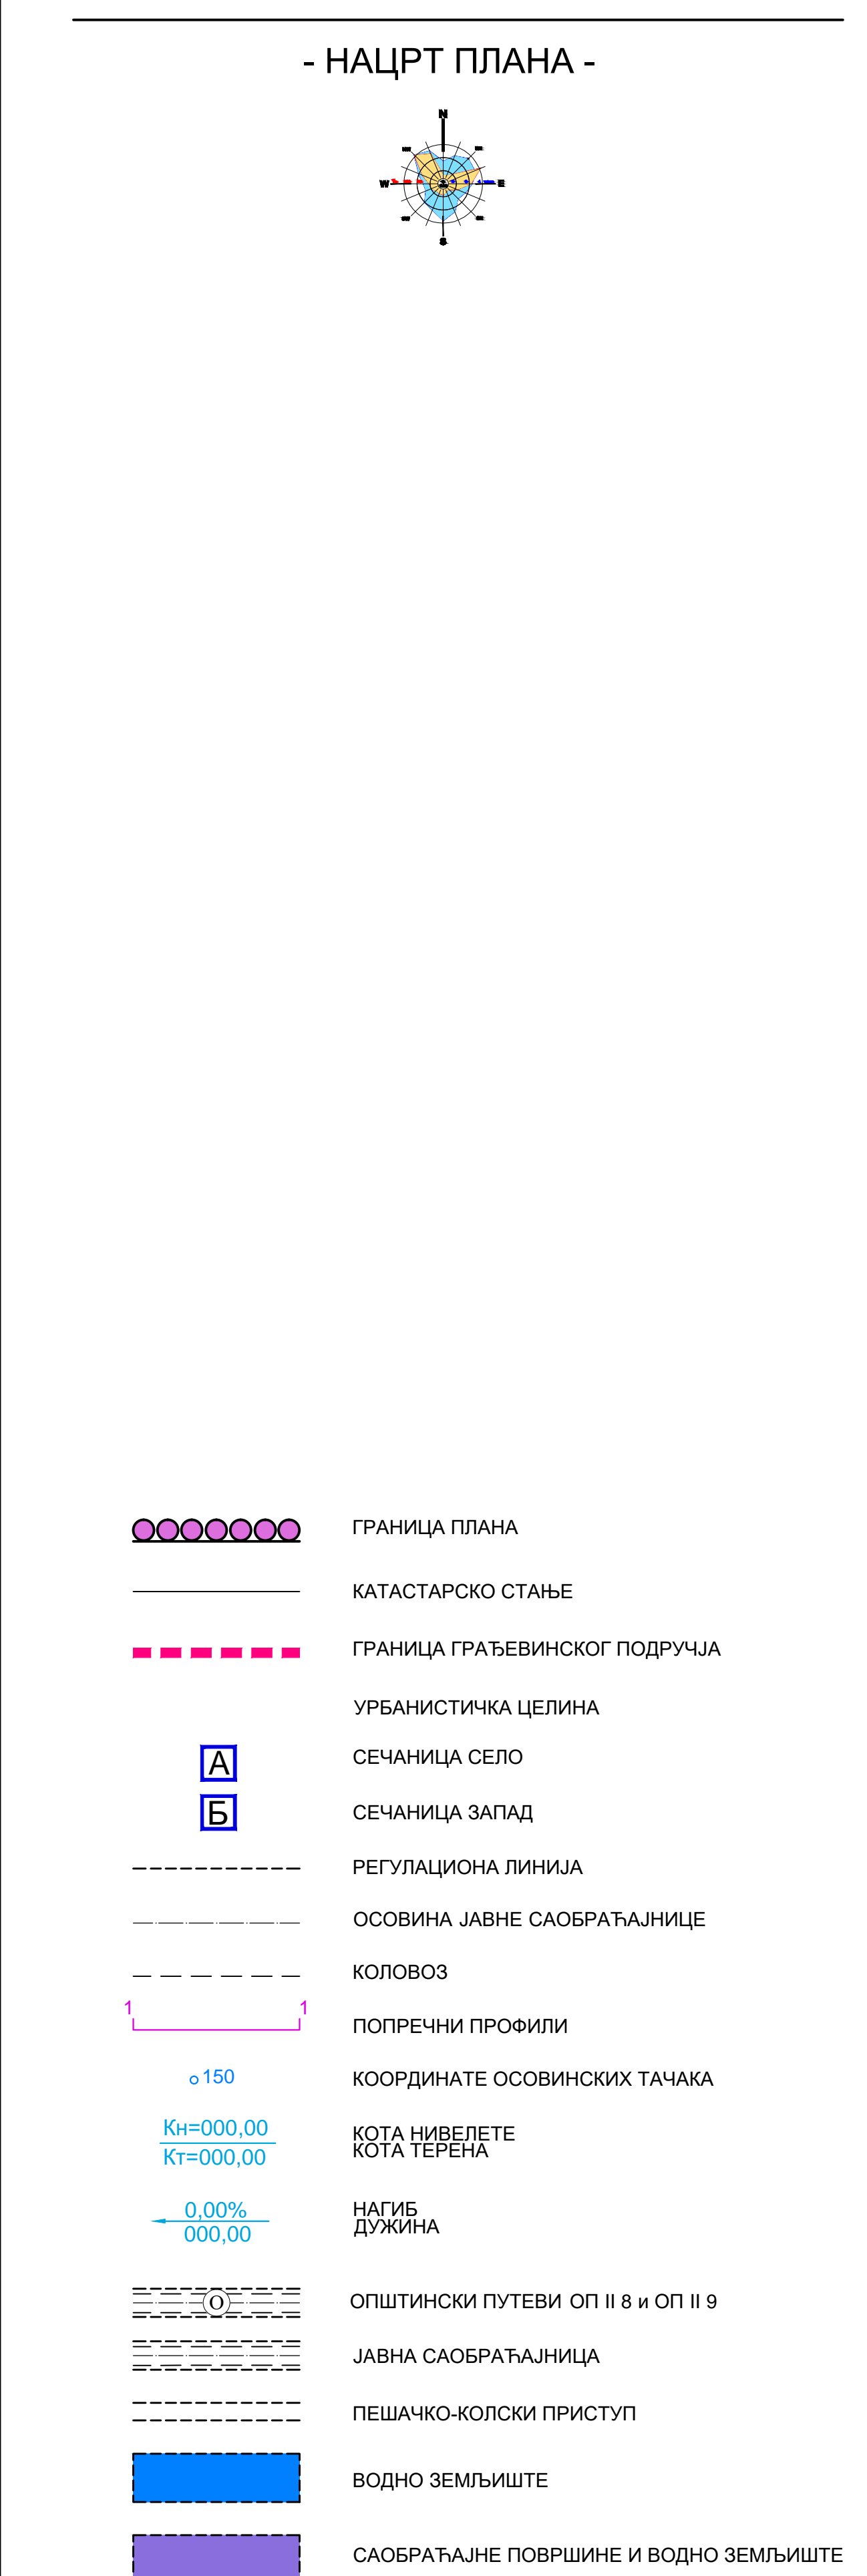 - НАЦРТ ПЛАНА -
N
W E
S
ГРАНИЦА ПЛАНА
КАТАСТАРСКО СТАЊЕ
ГРАНИЦА ГРАЂЕВИНСКОГ ПОДРУЧЈА
УРБАНИСТИЧКА ЦЕЛИНА
А СЕЧАНИЦА СЕЛО
Б СЕЧАНИЦА ЗАПАД
РЕГУЛАЦИОНА ЛИНИЈА
ОСОВИНА ЈАВНЕ САОБРАЋАЈНИЦЕ
КОЛОВОЗ
1 1
ПОПРЕЧНИ ПРОФИЛИ
150 КООРДИНАТЕ ОСОВИНСКИХ ТАЧАКА
Кн=000,00 КОТА НИВЕЛЕТЕ
Кт=000,00 КОТА ТЕРЕНА
0,00% НАГИБ
000,00 ДУЖИНА
О ОПШТИНСКИ ПУТЕВИ ОП II 8 и ОП II 9
ЈАВНА САОБРАЋАЈНИЦА
ПЕШАЧКО-КОЛСКИ ПРИСТУП
ВОДНО ЗЕМЉИШТЕ
САОБРАЋАЈНЕ ПОВРШИНЕ И ВОДНО ЗЕМЉИШТЕ